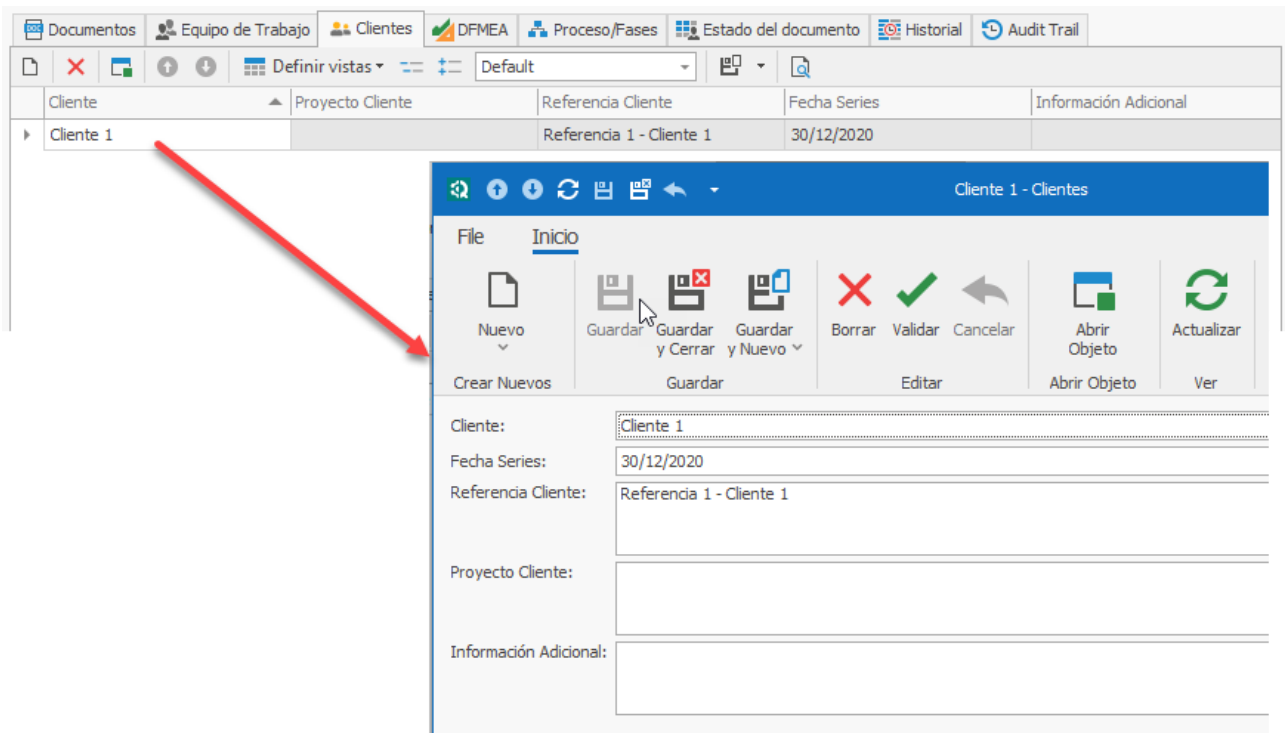 Documentos Equipo de Trabajo Clientes DFMEA Proceso/Fases Estado del documento Historial Audit Trail
Definir vistas Default
Cliente Proyecto Cliente Referencia Cliente Fecha Series Información Adicional
Cliente 1 Referencia 1 - Cliente 1 30/12/2020
Cliente 1 - Clientes
File Inicio
Nuevo Guardar Guardar y Cerrar Guardar y Nuevo Borrar Validar Cancelar Abrir Objeto Actualizar
Crear Nuevos Guardar Editar Abrir Objeto Ver
Cliente: Cliente 1
Fecha Series: 30/12/2020
Referencia Cliente: Referencia 1 - Cliente 1
Proyecto Cliente:
Información Adicional: